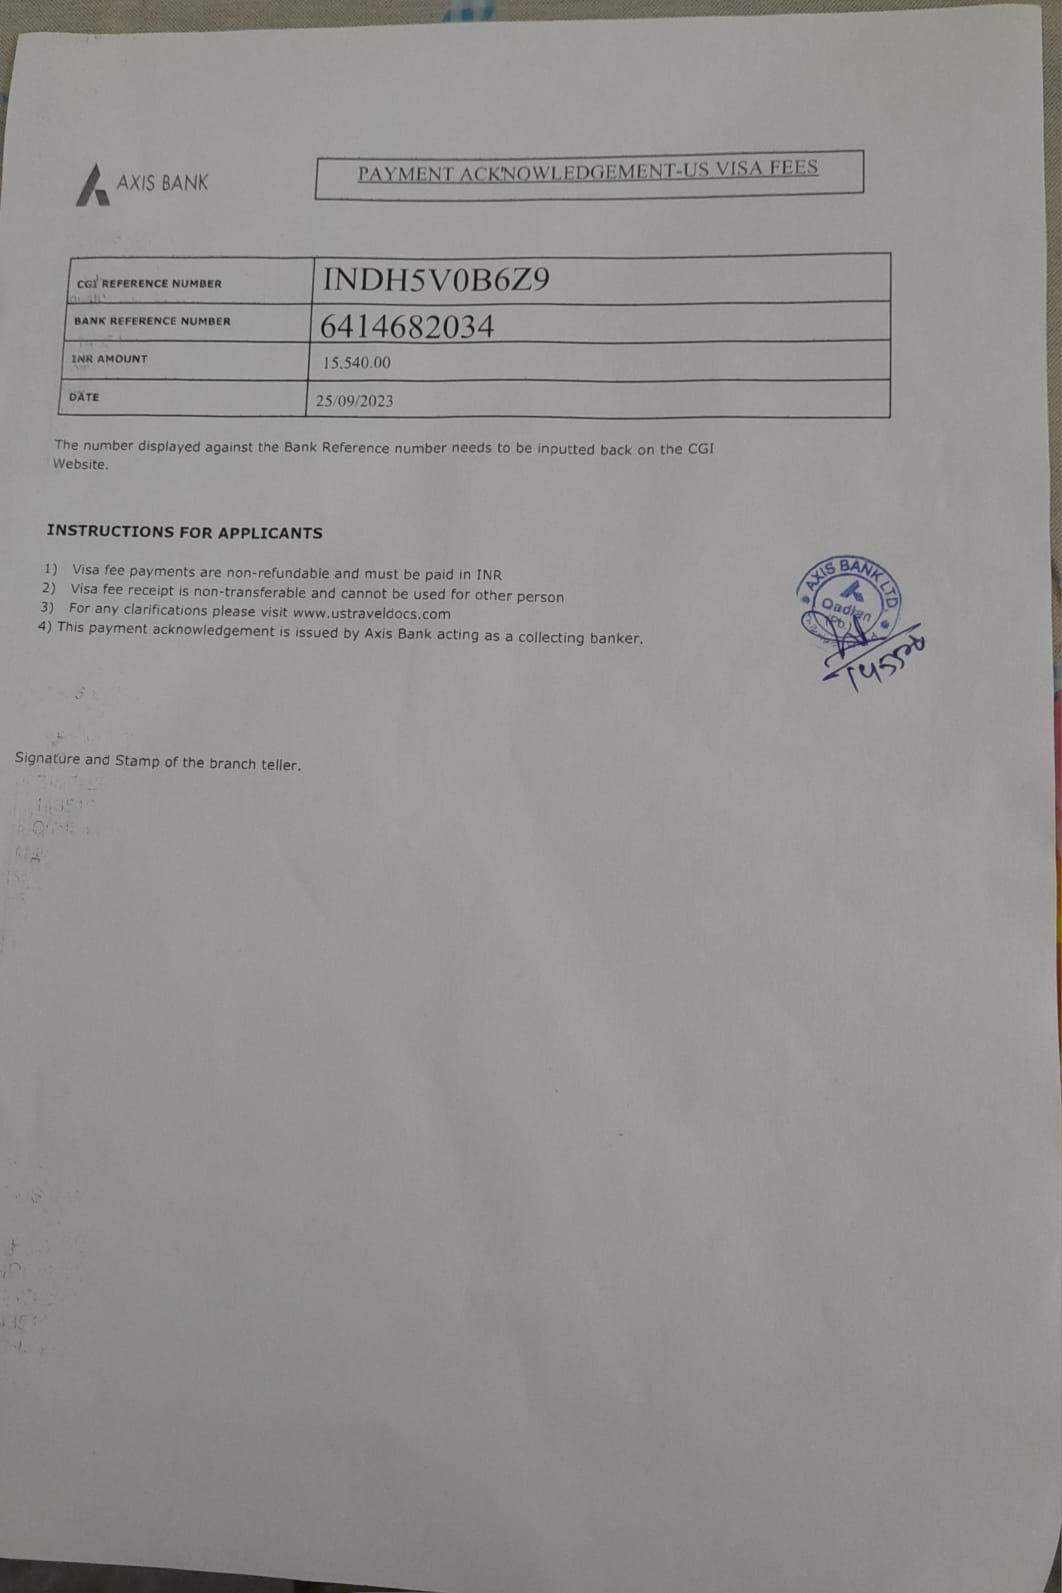 AXIS BANK
PAYMENT ACKNOWLEDGEMENT-US VISA FEES
CGI REFERENCE NUMBER INDH5V0B6Z9
BANK REFERENCE NUMBER 6414682034
INR AMOUNT 15,540.00
DATE 25/09/2023
The number displayed against the Bank Reference number needs to be inputted back on the CGI
Website.
INSTRUCTIONS FOR APPLICANTS
1) Visa fee payments are non-refundable and must be paid in INR
2) Visa fee receipt is non-transferable and cannot be used for other person
3) For any clarifications please visit www.ustraveldocs.com
4) This payment acknowledgement is issued by Axis Bank acting as a collecting banker.
AXIS BANK LTD.
Qadian
(Pb.)
Signature and Stamp of the branch teller.